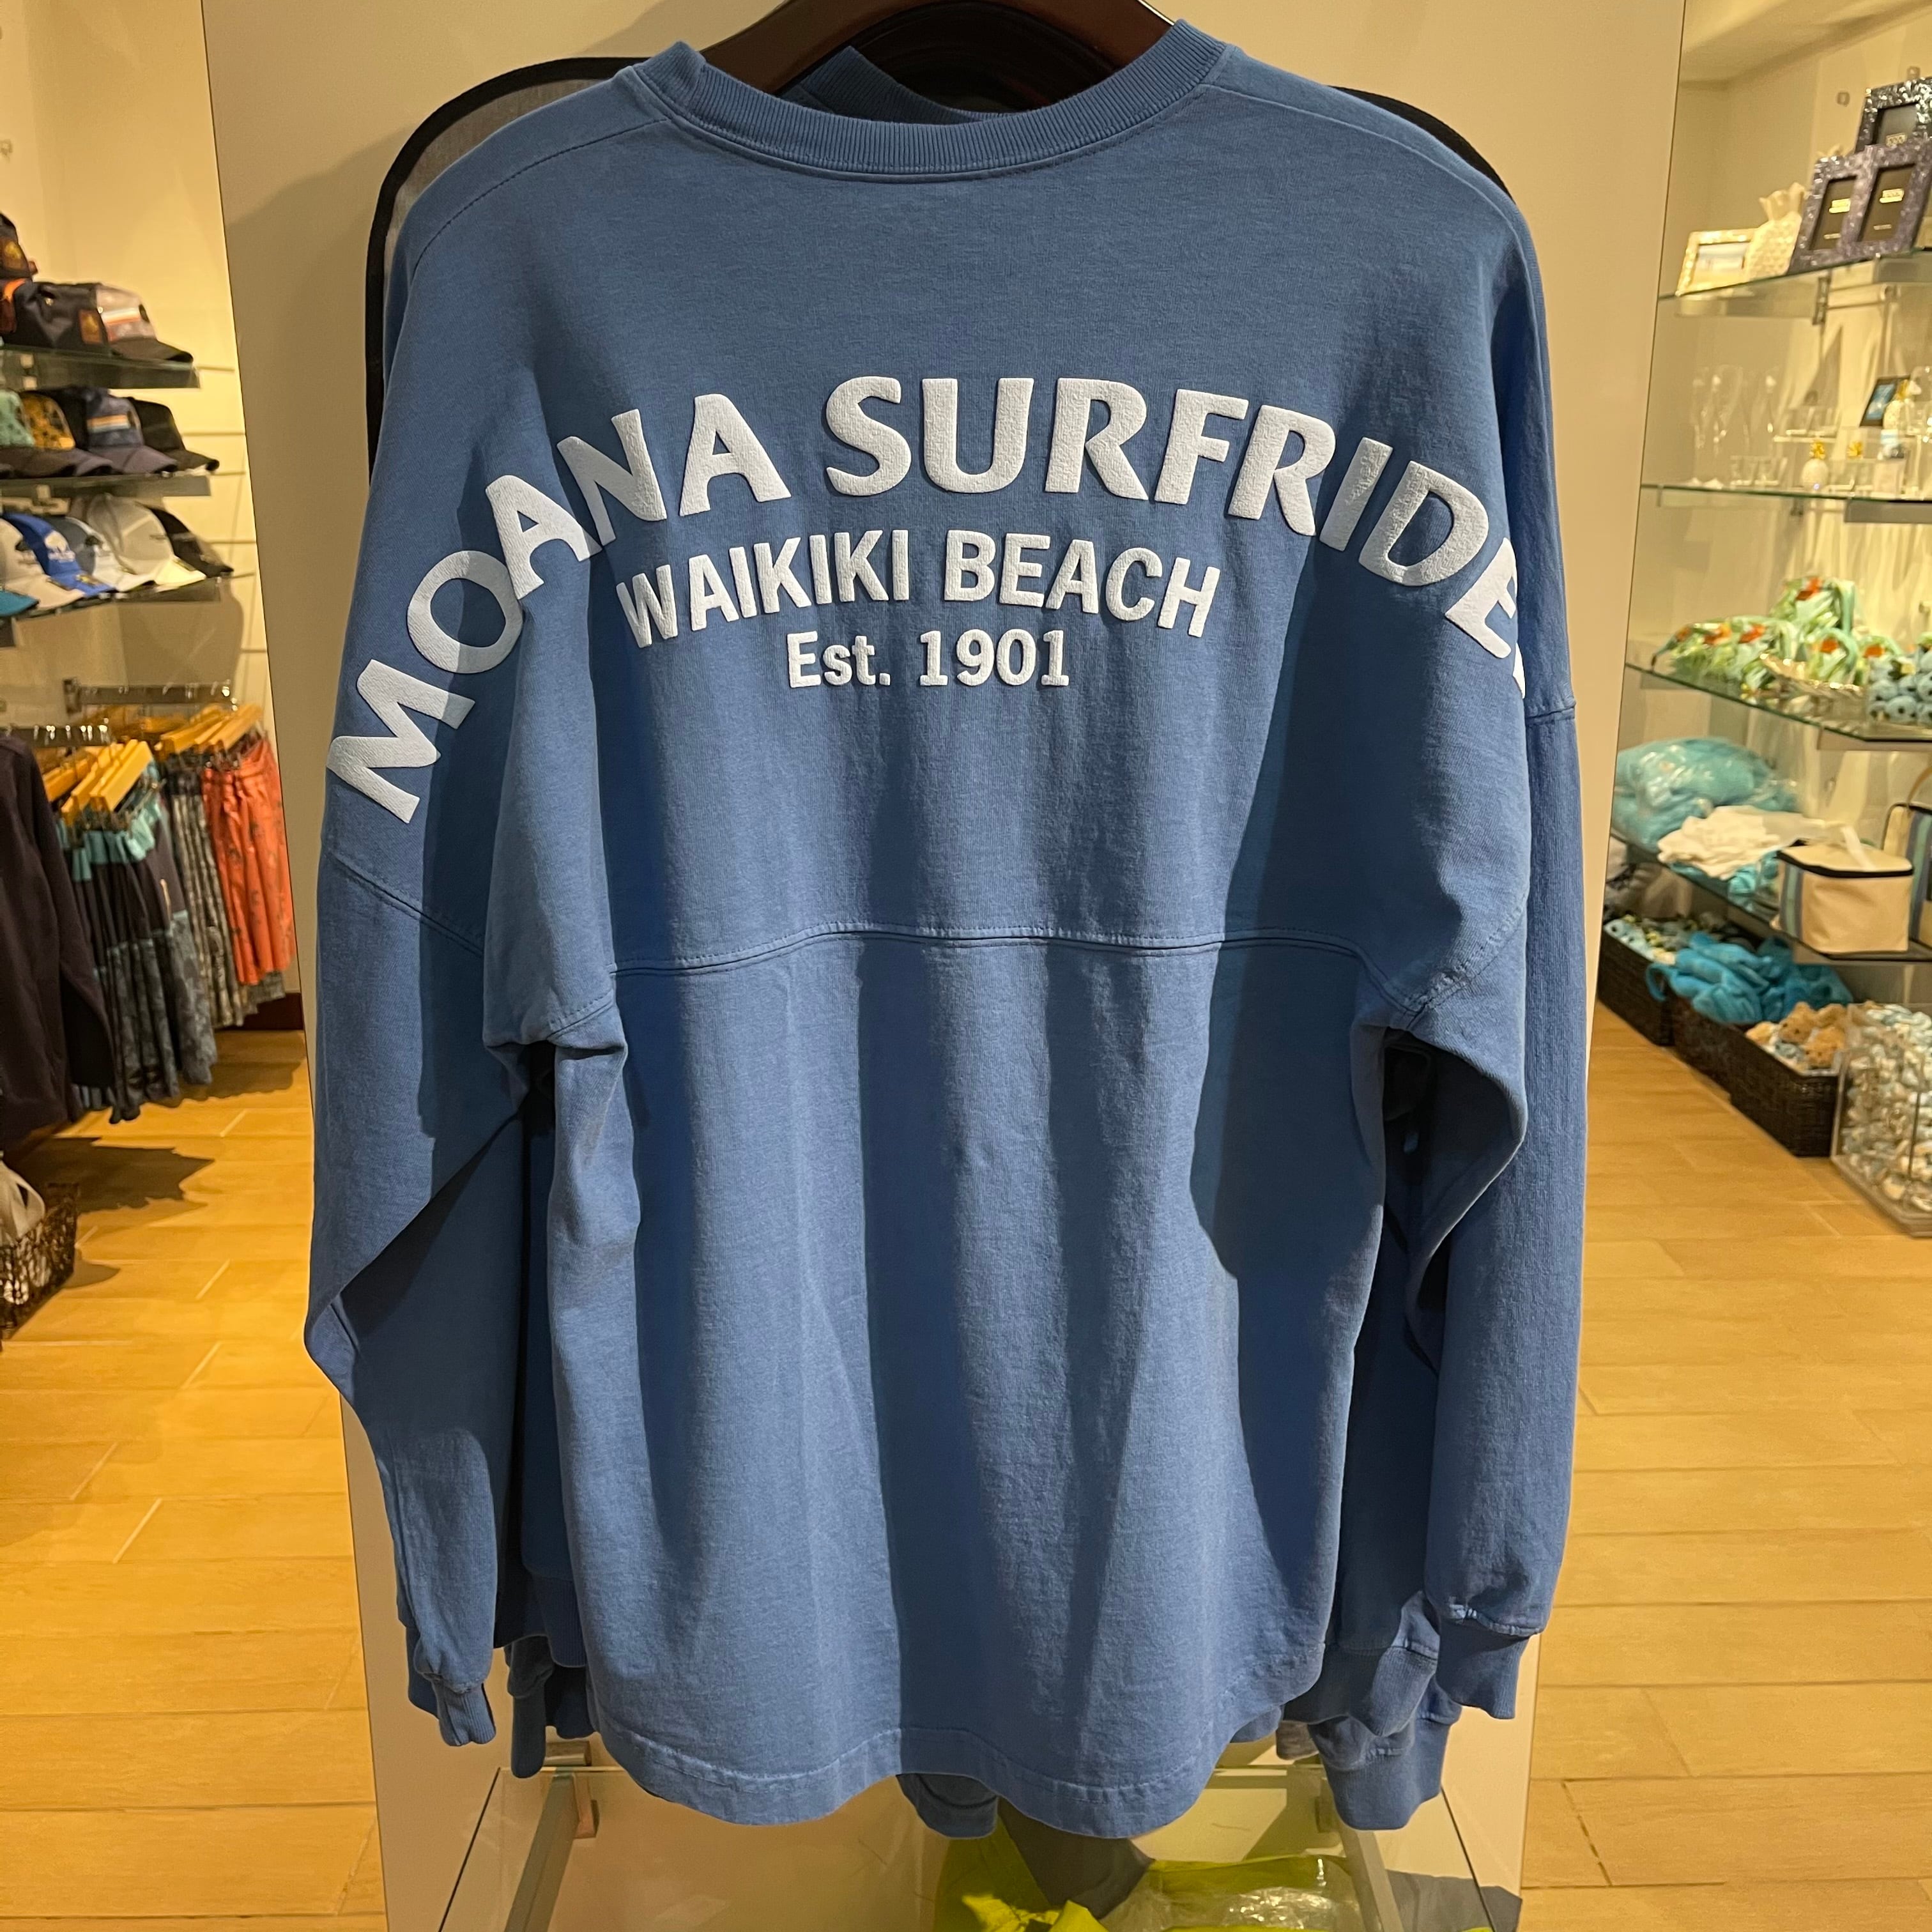 MOANA SURFRIDER
WAIKIKI BEACH
Est. 1901